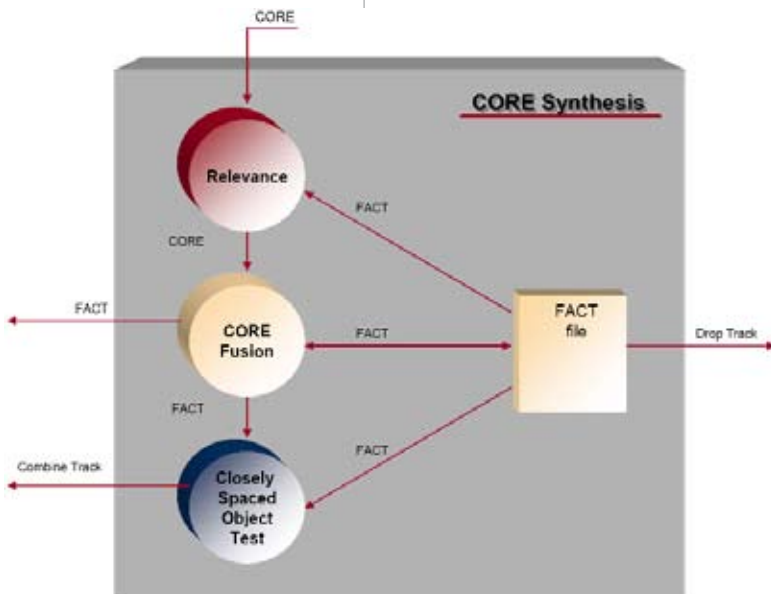 CORE
CORE Synthesis
Relevance
FACT
CORE
FACT
CORE
Fusion
FACT
FACT
file
Drop Track
FACT
FACT
Combine Track
Closely
Spaced
Object
Test